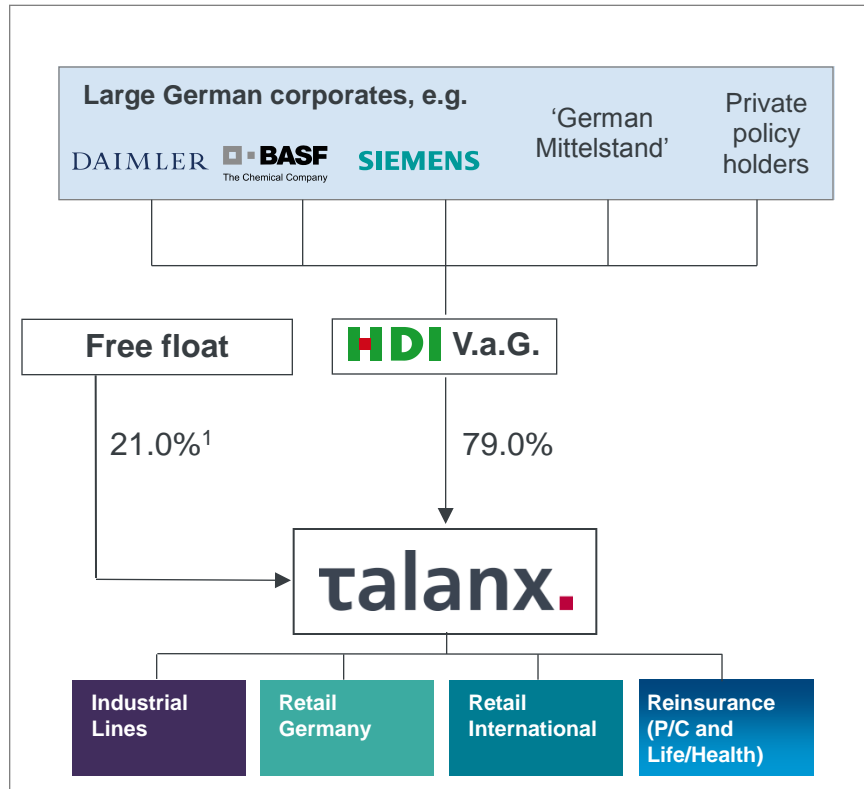 Large German corporates, e.g.
DAIMLER
BASF
The Chemical Company
SIEMENS
‘German
Mittelstand’
Private
policy
holders
Free float
HDI V.a.G.
21.0%¹
79.0%
τalanx.
Industrial
Lines
Retail
Germany
Retail
International
Reinsurance
(P/C and
Life/Health)